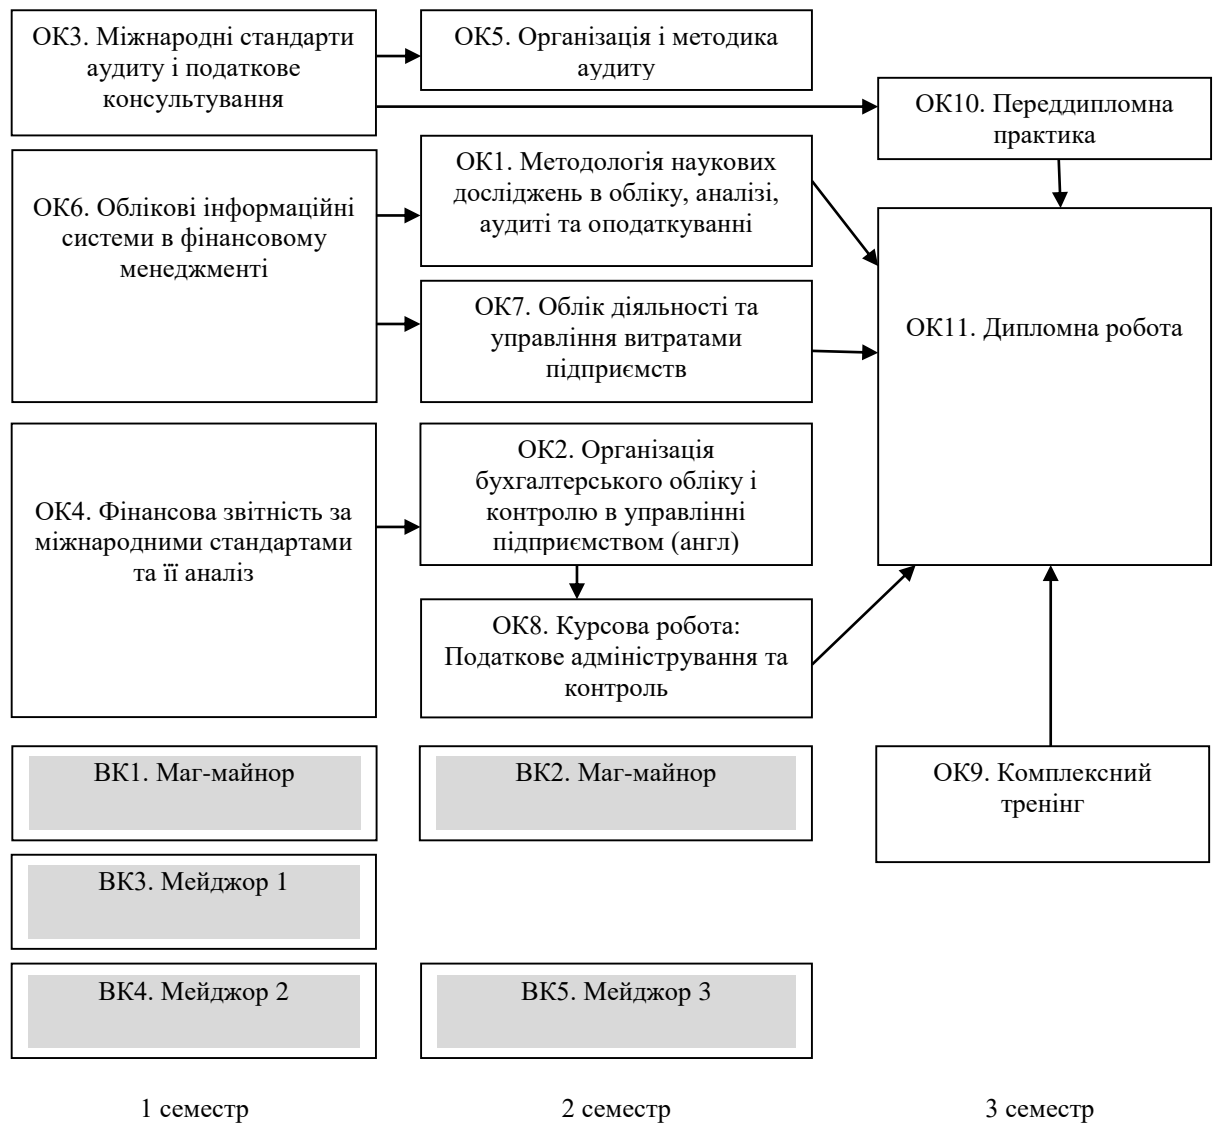 ОК3. Міжнародні стандарти
аудиту і податкове
консультування
ОК5. Організація і методика
аудиту
ОК10. Переддипломна
практика
ОК6. Облікові інформаційні
системи в фінансовому
менеджменті
ОК1. Методологія наукових
досліджень в обліку, аналізі,
аудиті та оподаткуванні
ОК7. Облік діяльності та
управління витратами
підприємств
ОК11. Дипломна робота
ОК4. Фінансова звітність за
міжнародними стандартами
та її аналіз
ОК2. Організація
бухгалтерського обліку і
контролю в управлінні
підприємством (англ)
ОК8. Курсова робота:
Податкове адміністрування та
контроль
ВК1. Маг-майнор
ВК2. Маг-майнор
ОК9. Комплексний
тренінг
ВК3. Мейджор 1
ВК4. Мейджор 2
ВК5. Мейджор 3
1 семестр
2 семестр
3 семестр